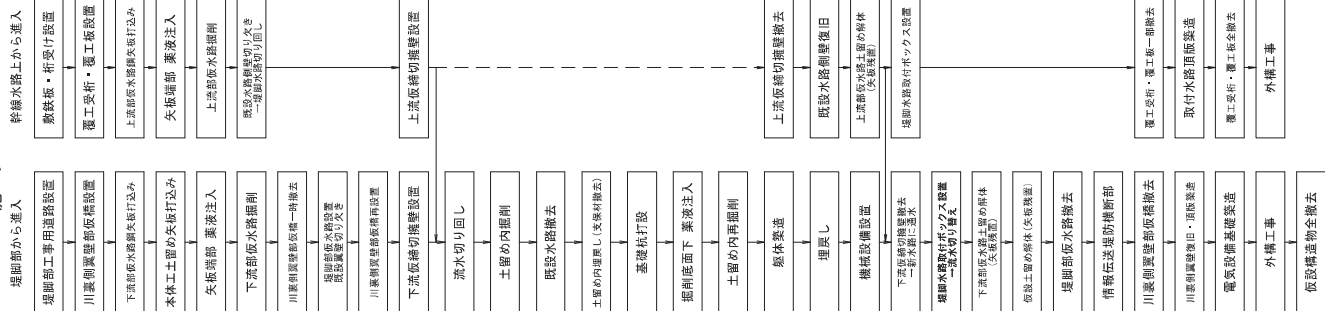 幹線水路上から進入
敷鉄板・桁受け設置
覆工受桁・覆工板設置
上流部仮水路鋼矢板打込み
矢板端部 薬液注入
上流部仮水路掘削
既設水路側壁切り欠き
→堤脚水路切り回し
上流仮締切擁壁設置
上流仮締切擁壁撤去
既設水路側壁復旧
上流部仮水路土留め解体
(矢板残置)
堤脚水路取付ボックス設置
覆工受桁・覆工板一部撤去
取付水路頂版築造
覆工受桁・覆工板全撤去
外構工事
堤脚部から進入
堤脚部工事用道路設置
川裏側翼壁部仮橋設置
下流部仮水路鋼矢板打込み
本体工土留め矢板打込み
矢板端部 薬液注入
下流部仮水路掘削
川裏側翼壁部仮橋一時撤去
堤脚部仮水路設置
既設翼壁切り欠き
川裏側翼壁部仮橋再設置
下流仮締切擁壁設置
流水切り回し
土留め内掘削
既設水路撤去
土留め内埋戻し(支保材撤去)
基礎杭打設
掘削底面下 薬液注入
土留め内再掘削
躯体築造
埋戻し
機械設備設置
下流仮締切擁壁撤去
→新水路に通水
堤脚水路取付ボックス設置
→流水切り替え
下流部仮水路土留め解体
(矢板残置)
仮設土留め解体(矢板残置)
堤脚部仮水路撤去
情報伝送堤防横断部
川裏側翼壁部仮橋撤去
川裏側翼壁復旧・頂版築造
電気設備基礎築造
外構工事
仮設構造物全撤去